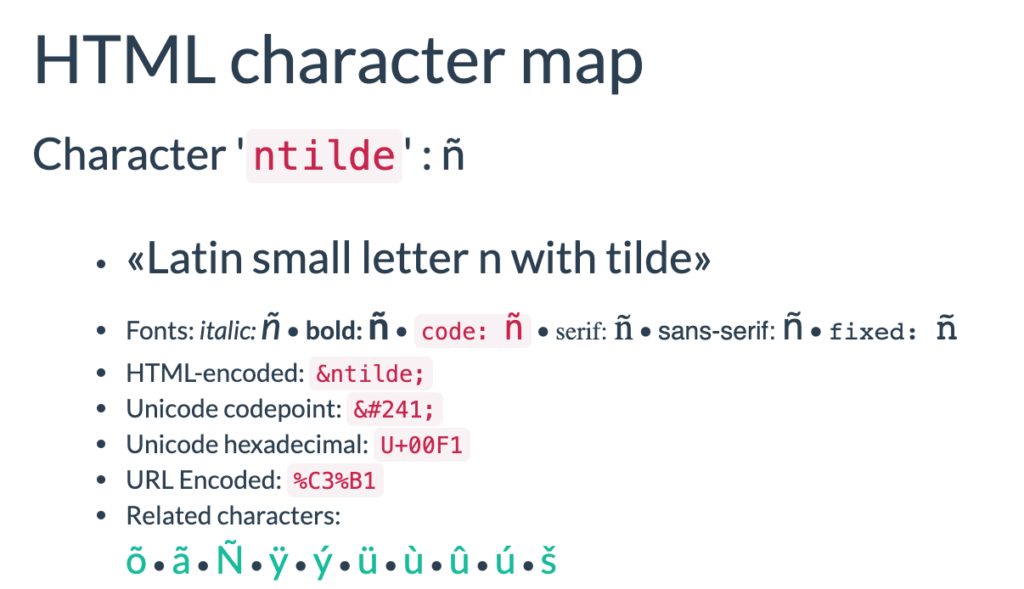 HTML character map
Character 'ntilde' : ñ
• «Latin small letter n with tilde»
• Fonts: italic: ñ • bold: ñ • code: ñ • serif: ñ • sans-serif: ñ • fixed: ñ
• HTML-encoded: &ntilde;
• Unicode codepoint: &#241;
• Unicode hexadecimal: U+00F1
• URL Encoded: %C3%B1
• Related characters:
õ • ã • Ñ • ÿ • ý • ü • ù • û • ú • š